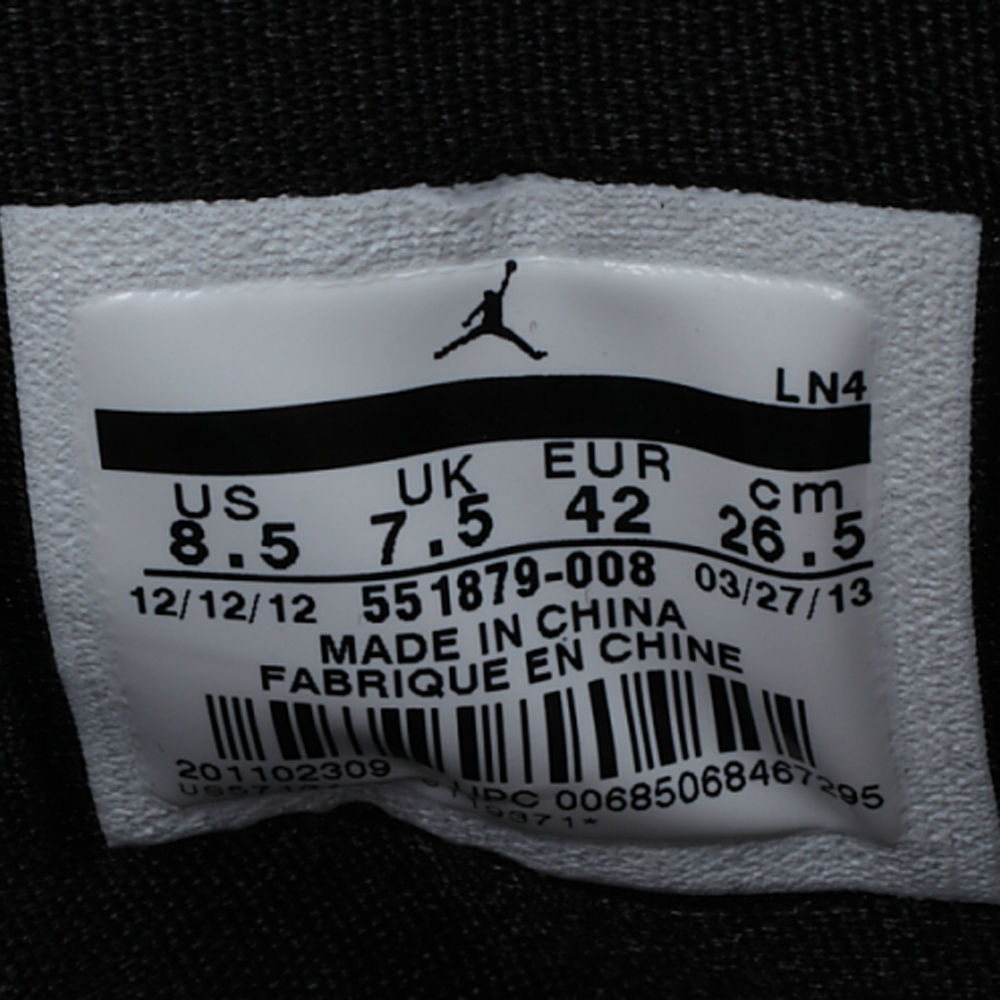 LN4
US UK EUR cm
8.5 7.5 42 26.5
12/12/12 551879-008 03/27/13
MADE IN CHINA
FABRIQUE EN CHINE
201102309 UPC 00685068467295